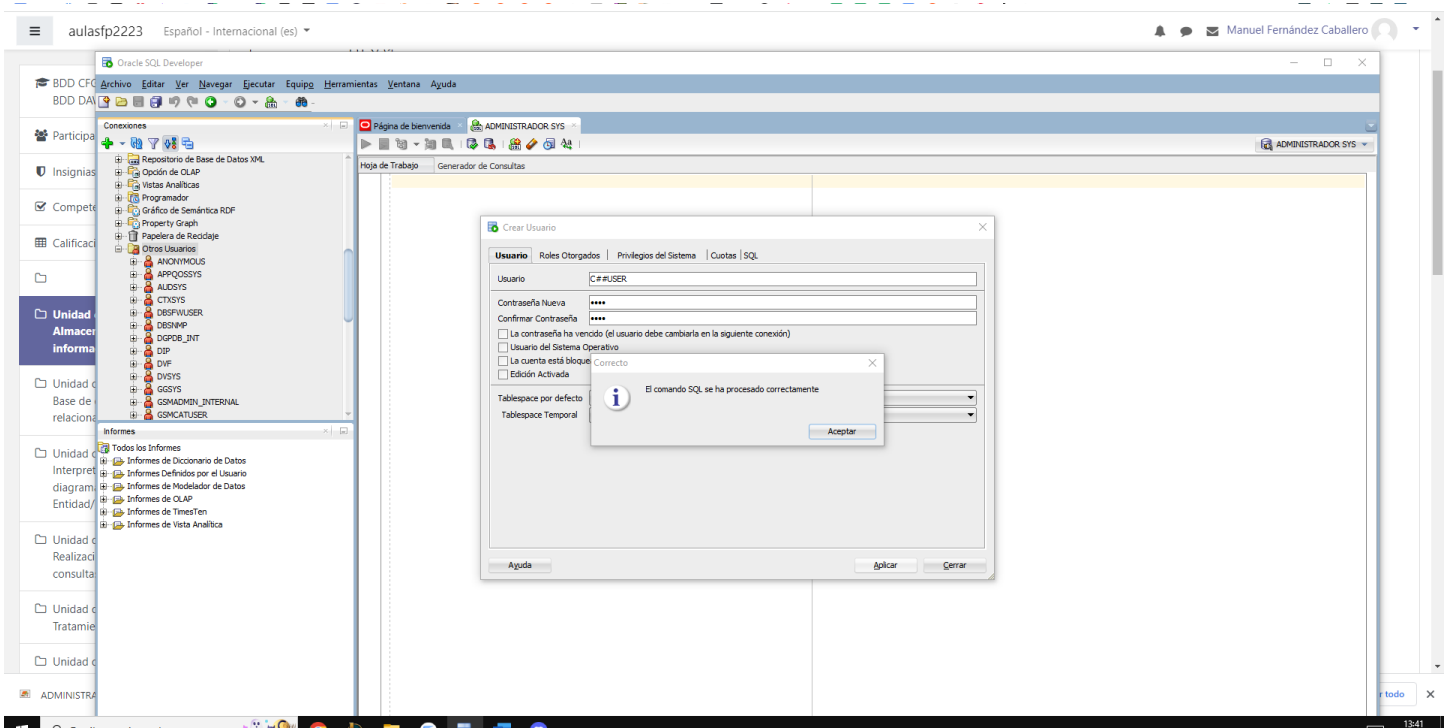 aulasfp2223 Español - Internacional (es)
Manuel Fernández Caballero
BDD CFG
BDD DAV
Participa
Insignias
Compete
Calificaci
Unidad
Almacen
informa
Unidad d
Base de
relaciona
Unidad d
Interpret
diagrama
Entidad/
Unidad d
Realizaci
consulta
Unidad d
Tratamie
Unidad d
Oracle SQL Developer
Archivo Editar Ver Navegar Ejecutar Equipo Herramientas Ventana Ayuda
Conexiones
Repositorio de Base de Datos XML
Opción de OLAP
Vistas Analíticas
Programador
Gráfico de Semántica RDF
Property Graph
Papelera de Reciclaje
Otros Usuarios
ANONYMOUS
APPQOSSYS
AUDSYS
CTXSYS
DBSFWUSER
DBSNMP
DGPDB_INT
DIP
DVF
DVSYS
GGSYS
GSMADMIN_INTERNAL
GSMCATUSER
Informes
Todos los Informes
Informes de Diccionario de Datos
Informes Definidos por el Usuario
Informes de Modelador de Datos
Informes de OLAP
Informes de TimesTen
Informes de Vista Analítica
Página de bienvenida
ADMINISTRADOR SYS
ADMINISTRADOR SYS
Hoja de Trabajo Generador de Consultas
Crear Usuario
Usuario Roles Otorgados Privilegios del Sistema Cuotas SQL
Usuario C##USER
Contraseña Nueva ••••
Confirmar Contraseña ••••
La contraseña ha vencido (el usuario debe cambiarla en la siguiente conexión)
Usuario del Sistema Operativo
La cuenta está bloque
Edición Activada
Tablespace por defecto
Tablespace Temporal
Correcto
El comando SQL se ha procesado correctamente
Aceptar
Ayuda Aplicar Cerrar
ADMINISTRA
r todo
13:41